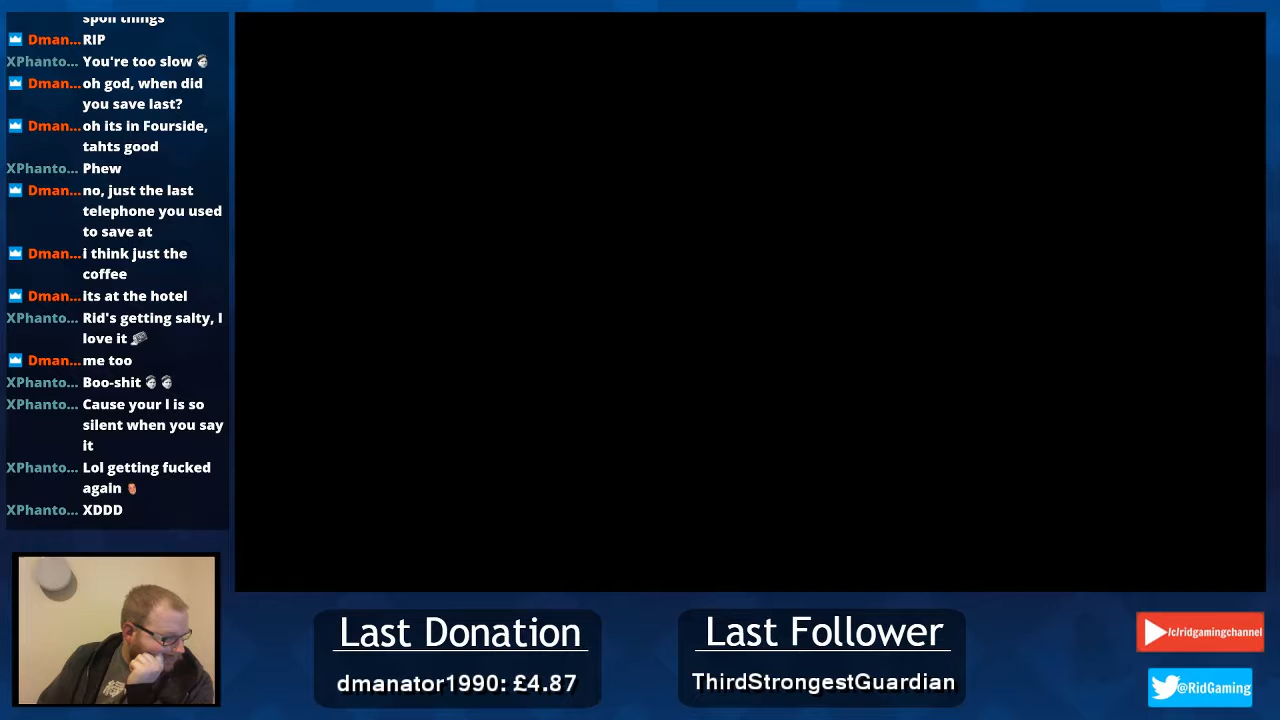 spoil things
Dman... RIP
XPhanto... You're too slow
Dman... oh god, when did
you save last?
Dman... oh its in Fourside,
tahts good
XPhanto... Phew
Dman... no, just the last
telephone you used
to save at
Dman... i think just the
coffee
Dman... its at the hotel
XPhanto... Rid's getting salty, I
love it
Dman... me too
XPhanto... Boo-shit
XPhanto... Cause your l is so
silent when you say
it
XPhanto... Lol getting fucked
again
XPhanto... XDDD
Last Donation
dmanator1990: £4.87
Last Follower
ThirdStrongestGuardian
/c/ridgamingchannel
@RidGaming